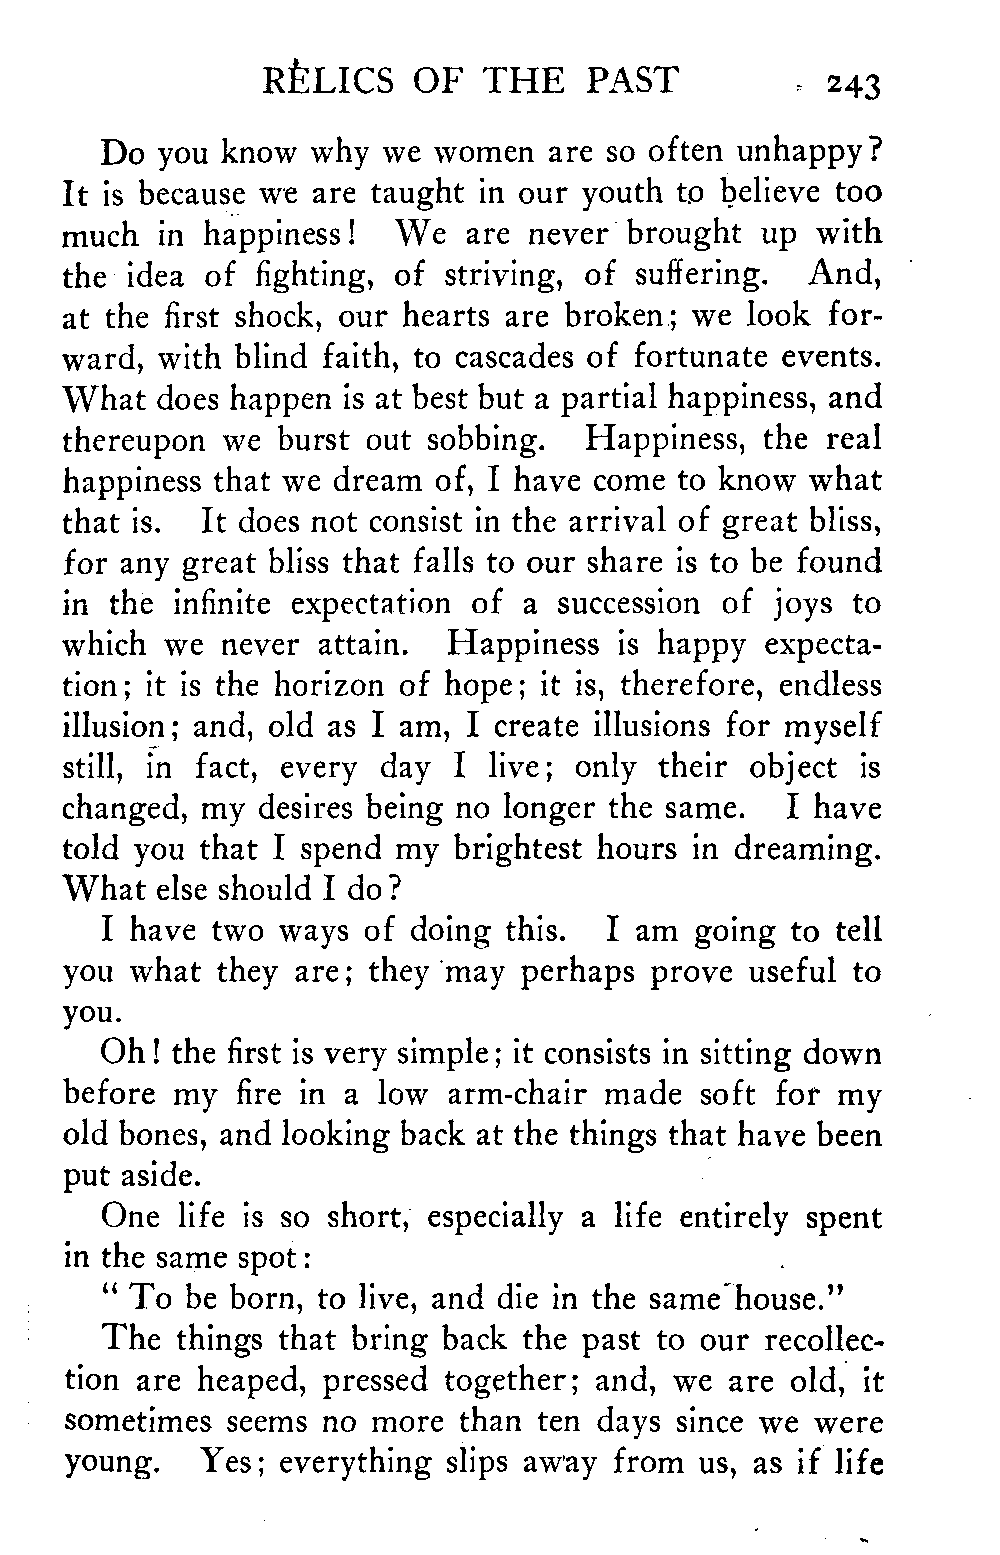 RELICS OF THE PAST 243
Do you know why we women are so often unhappy?
It is because we are taught in our youth to believe too
much in happiness! We are never brought up with
the idea of fighting, of striving, of suffering. And,
at the first shock, our hearts are broken; we look for-
ward, with blind faith, to cascades of fortunate events.
What does happen is at best but a partial happiness, and
thereupon we burst out sobbing. Happiness, the real
happiness that we dream of, I have come to know what
that is. It does not consist in the arrival of great bliss,
for any great bliss that falls to our share is to be found
in the infinite expectation of a succession of joys to
which we never attain. Happiness is happy expecta-
tion; it is the horizon of hope; it is, therefore, endless
illusion; and, old as I am, I create illusions for myself
still, in fact, every day I live; only their object is
changed, my desires being no longer the same. I have
told you that I spend my brightest hours in dreaming.
What else should I do?
I have two ways of doing this. I am going to tell
you what they are; they may perhaps prove useful to
you.
Oh! the first is very simple; it consists in sitting down
before my fire in a low arm-chair made soft for my
old bones, and looking back at the things that have been
put aside.
One life is so short, especially a life entirely spent
in the same spot:
"To be born, to live, and die in the same house."
The things that bring back the past to our recollec-
tion are heaped, pressed together; and, we are old, it
sometimes seems no more than ten days since we were
young. Yes; everything slips away from us, as if life